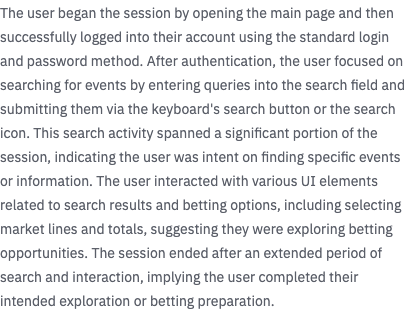 The user began the session by opening the main page and then
successfully logged into their account using the standard login
and password method. After authentication, the user focused on
searching for events by entering queries into the search field and
submitting them via the keyboard's search button or the search
icon. This search activity spanned a significant portion of the
session, indicating the user was intent on finding specific events
or information. The user interacted with various UI elements
related to search results and betting options, including selecting
market lines and totals, suggesting they were exploring betting
opportunities. The session ended after an extended period of
search and interaction, implying the user completed their
intended exploration or betting preparation.